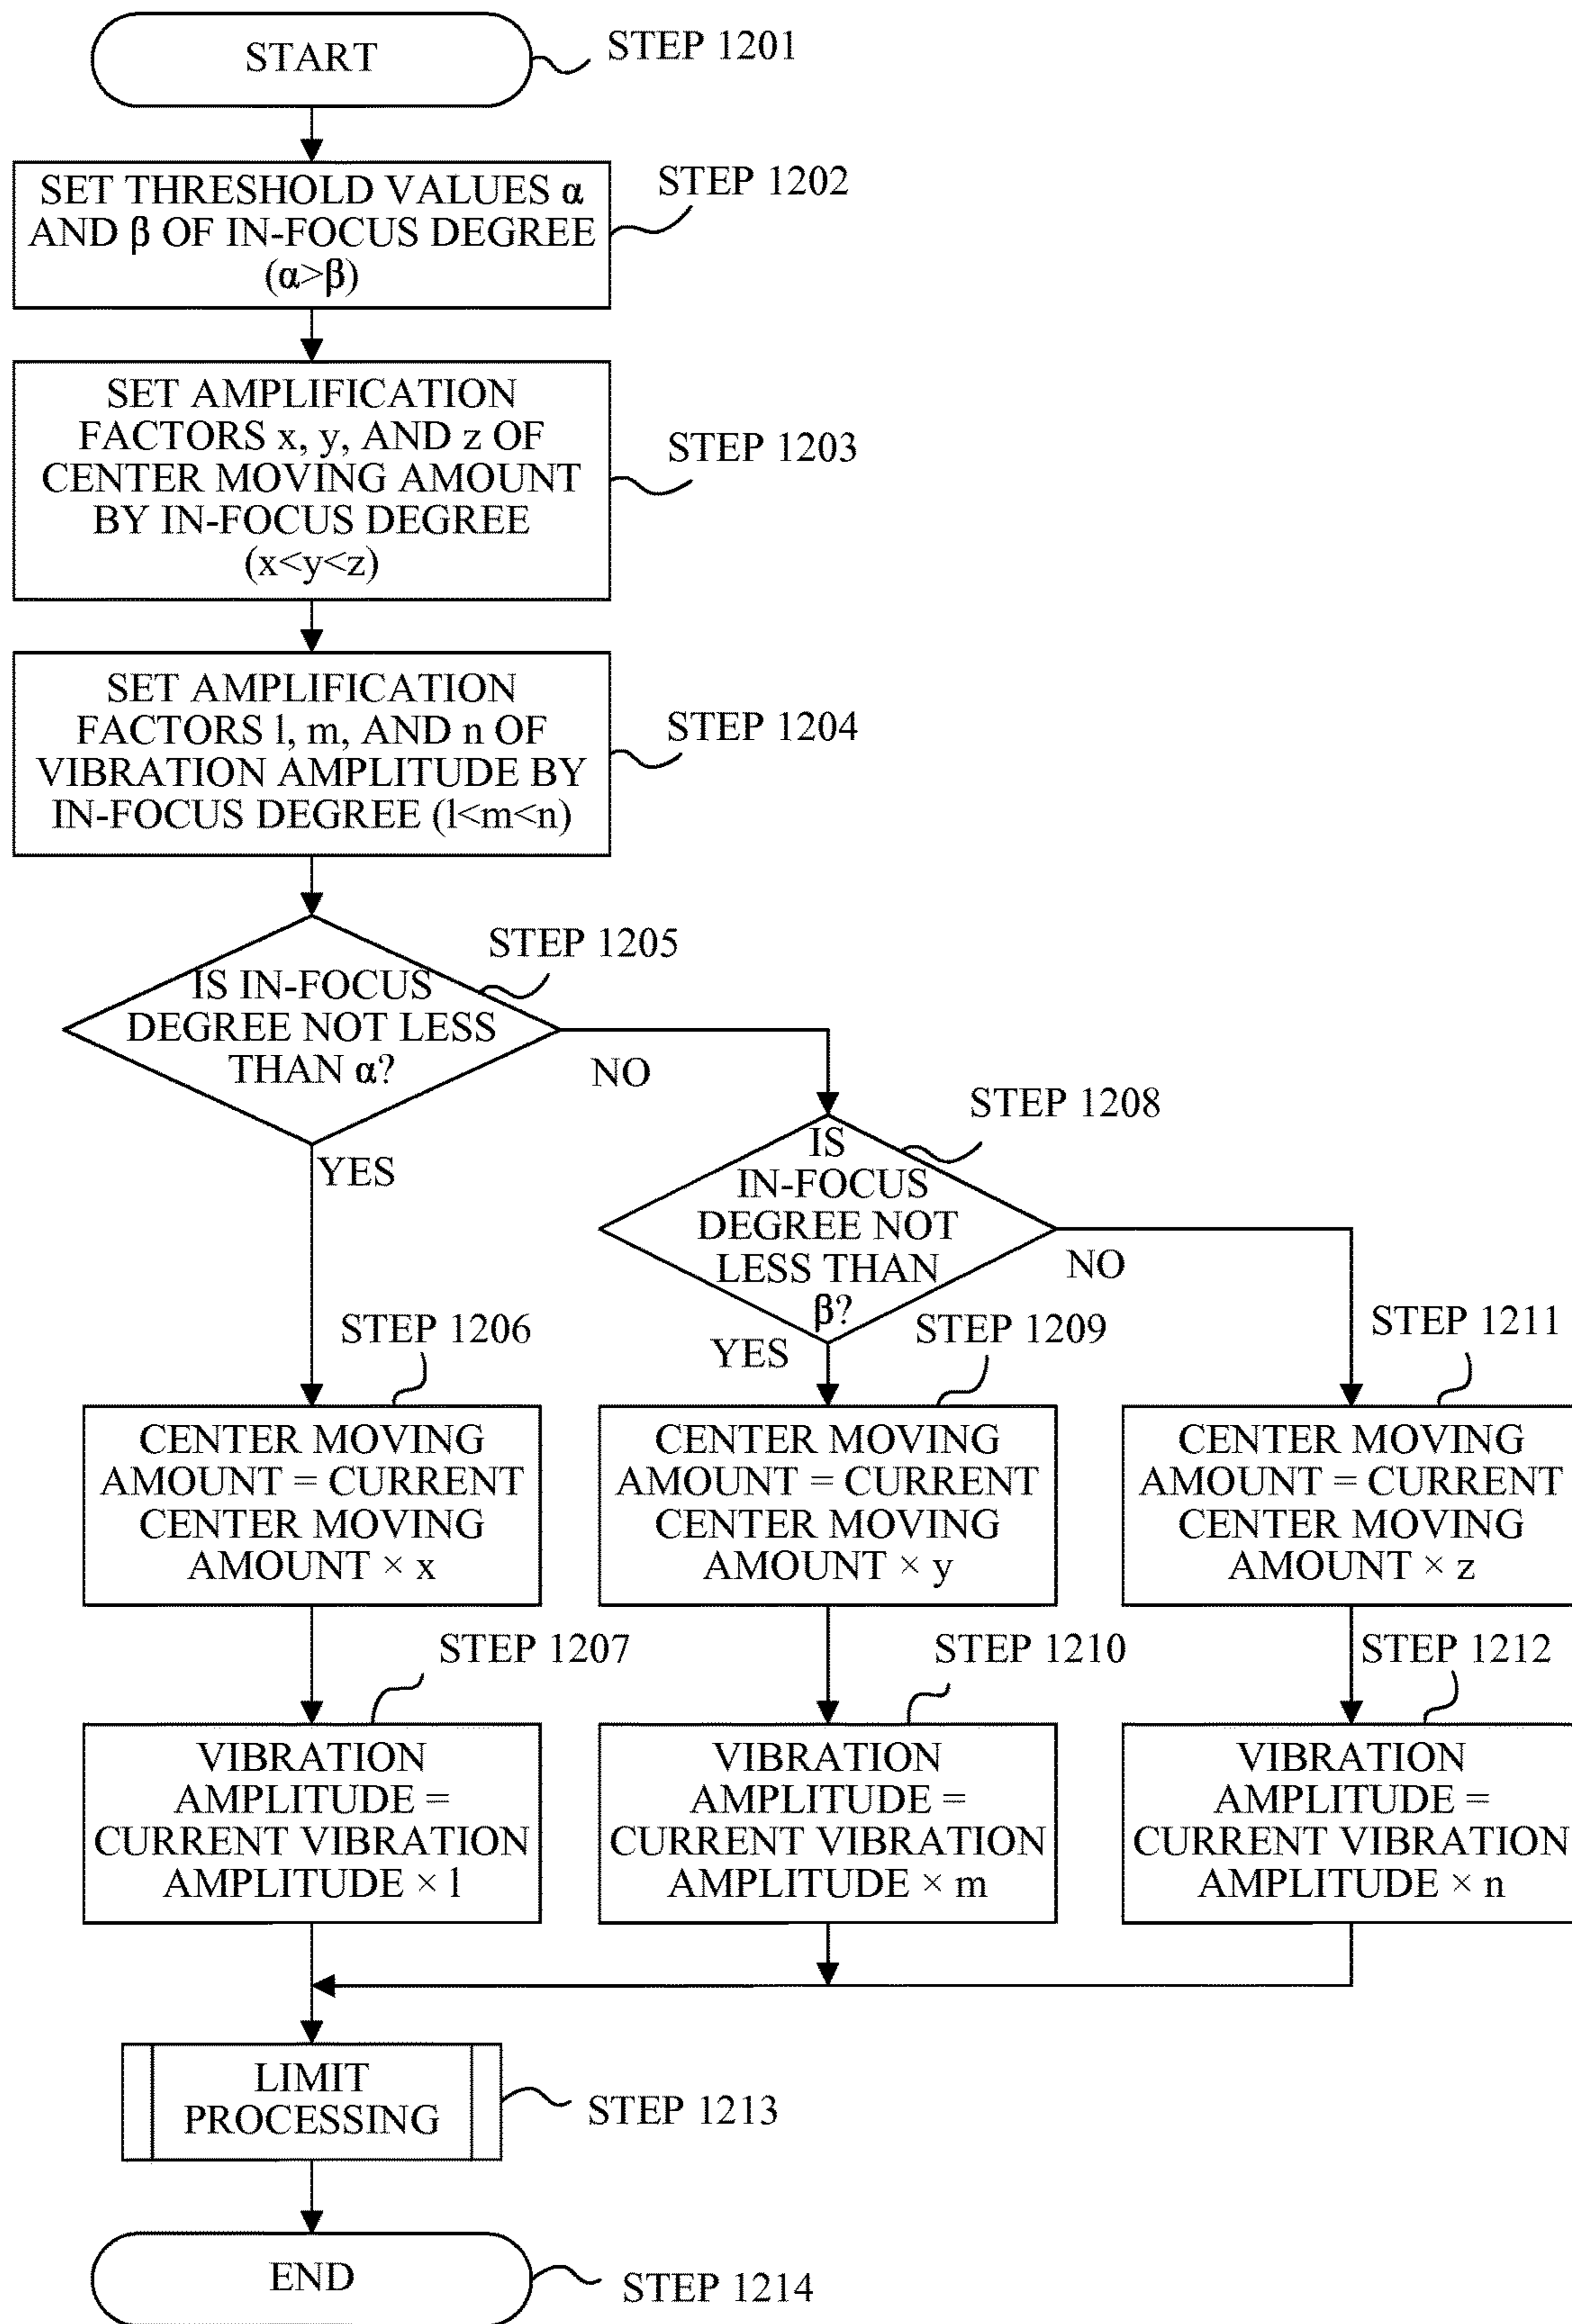 START
STEP 1201
SET THRESHOLD VALUES α
AND β OF IN-FOCUS DEGREE
(α>β)
STEP 1202
SET AMPLIFICATION
FACTORS x, y, AND z OF
CENTER MOVING AMOUNT
BY IN-FOCUS DEGREE
(x<y<z)
STEP 1203
SET AMPLIFICATION
FACTORS l, m, AND n OF
VIBRATION AMPLITUDE BY
IN-FOCUS DEGREE (l<m<n)
STEP 1204
STEP 1205
IS IN-FOCUS
DEGREE NOT LESS
THAN α?
NO
YES
STEP 1208
IS
IN-FOCUS
DEGREE NOT
LESS THAN
β?
NO
YES
STEP 1206
CENTER MOVING
AMOUNT = CURRENT
CENTER MOVING
AMOUNT × x
STEP 1209
CENTER MOVING
AMOUNT = CURRENT
CENTER MOVING
AMOUNT × y
STEP 1211
CENTER MOVING
AMOUNT = CURRENT
CENTER MOVING
AMOUNT × z
STEP 1207
VIBRATION
AMPLITUDE =
CURRENT VIBRATION
AMPLITUDE × l
STEP 1210
VIBRATION
AMPLITUDE =
CURRENT VIBRATION
AMPLITUDE × m
STEP 1212
VIBRATION
AMPLITUDE =
CURRENT VIBRATION
AMPLITUDE × n
LIMIT
PROCESSING
STEP 1213
END
STEP 1214